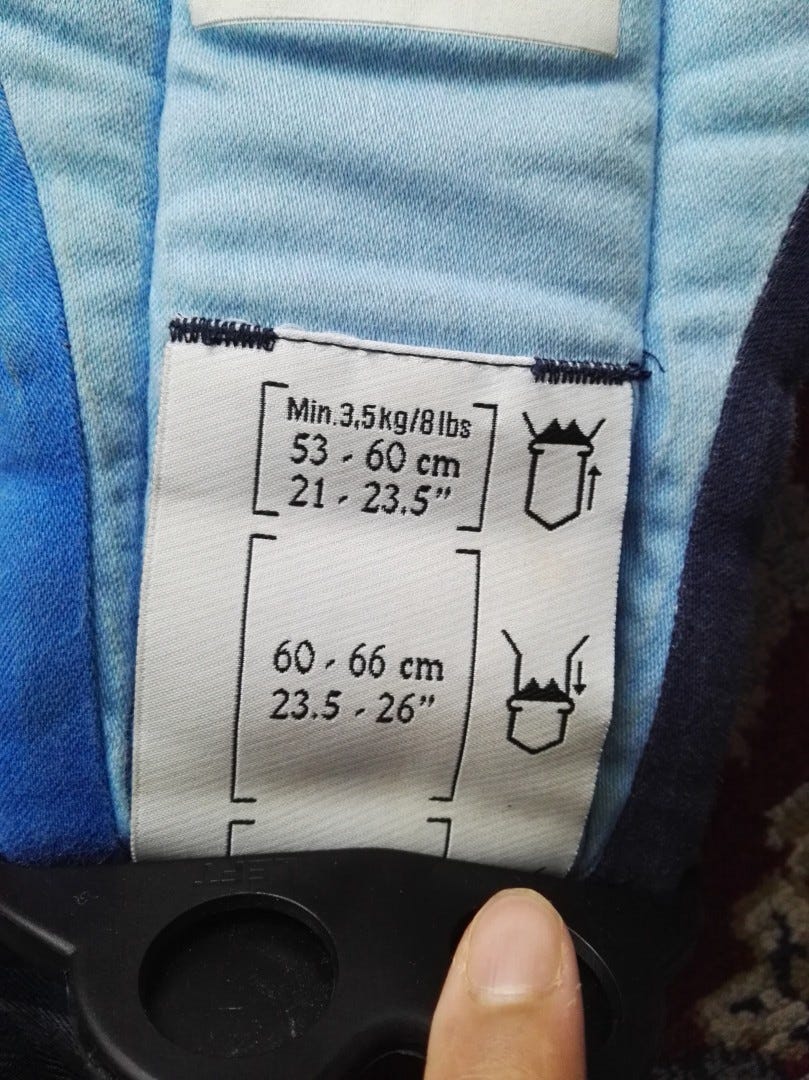 Min.3,5kg/8lbs
53 - 60 cm
21 - 23.5"
60 - 66 cm
23.5 - 26"